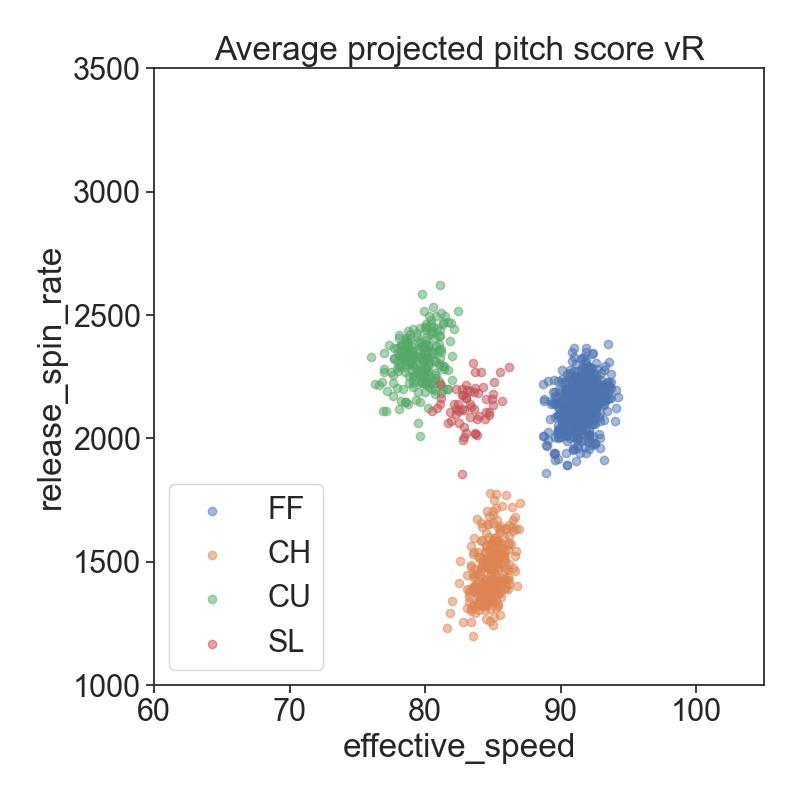 Average projected pitch score vR
3500
3000
2500
2000
1500
1000
release_spin_rate
FF
CH
CU
SL
60 70 80 90 100
effective_speed